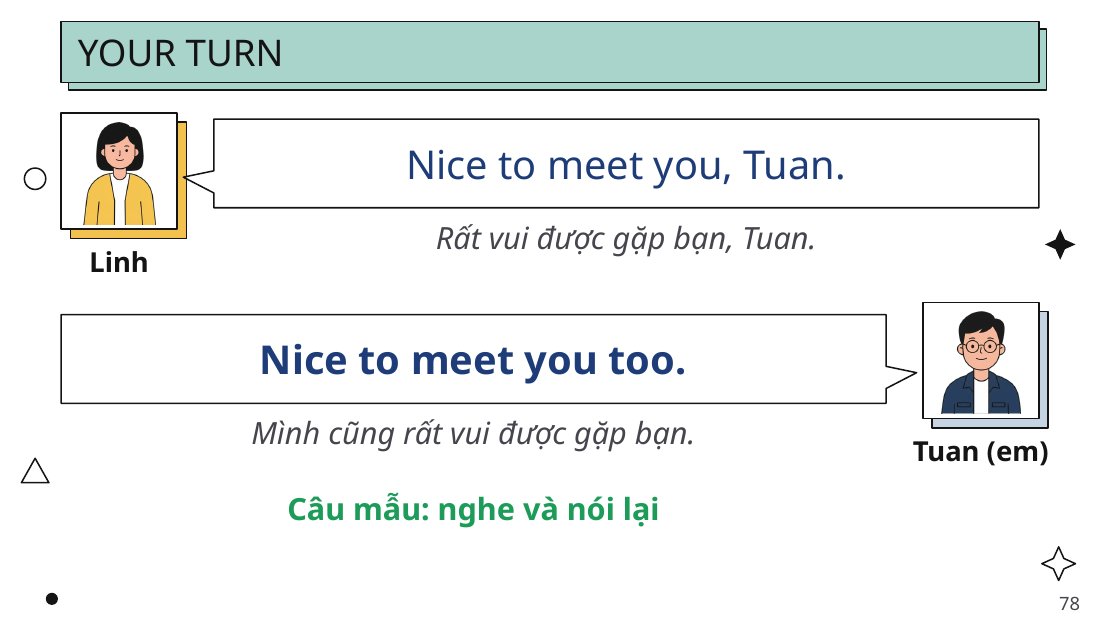 YOUR TURN
Nice to meet you, Tuan.
Rất vui được gặp bạn, Tuan.
Linh
Nice to meet you too.
Mình cũng rất vui được gặp bạn.
Tuan (em)
Câu mẫu: nghe và nói lại
78